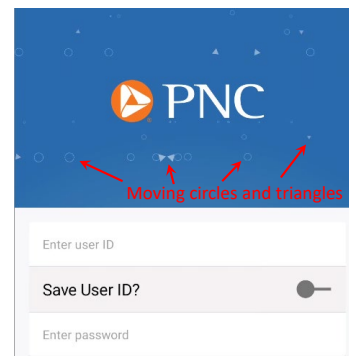 PNC
Moving circles and triangles
Enter user ID
Save User ID?
Enter password